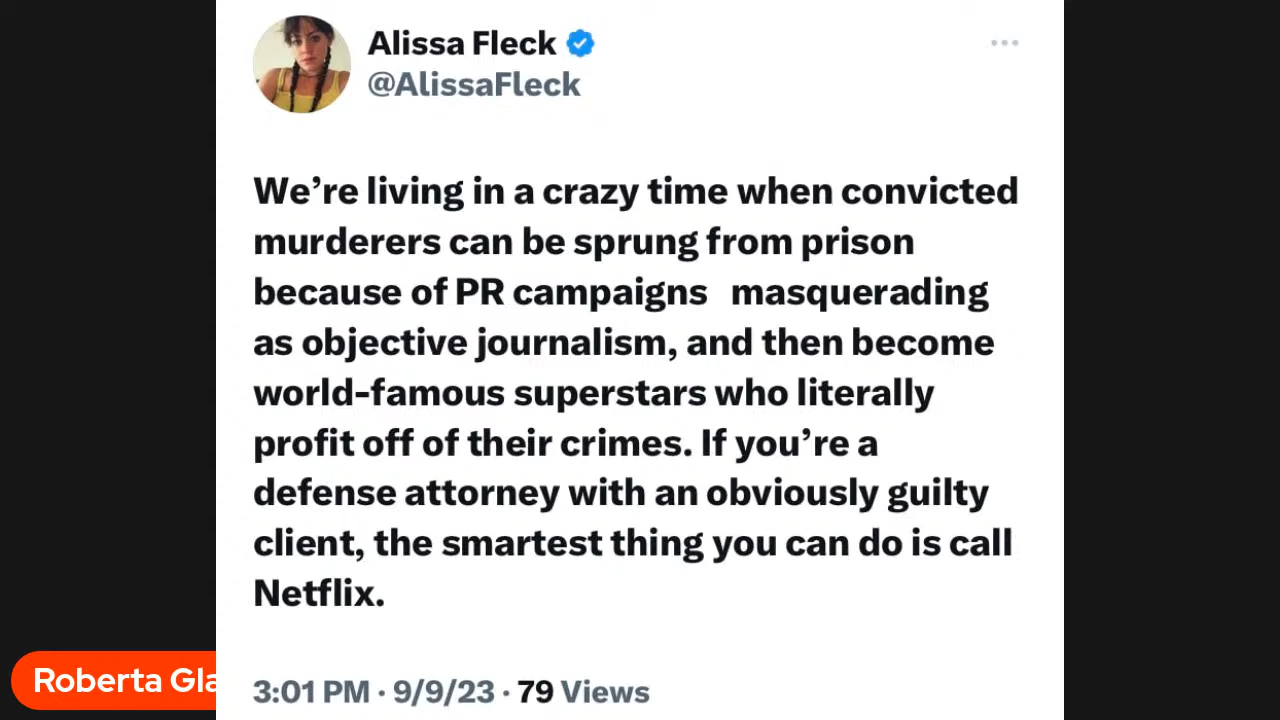 Alissa Fleck
@AlissaFleck
We’re living in a crazy time when convicted
murderers can be sprung from prison
because of PR campaigns masquerading
as objective journalism, and then become
world-famous superstars who literally
profit off of their crimes. If you’re a
defense attorney with an obviously guilty
client, the smartest thing you can do is call
Netflix.
Roberta Gla
3:01 PM · 9/9/23 · 79 Views